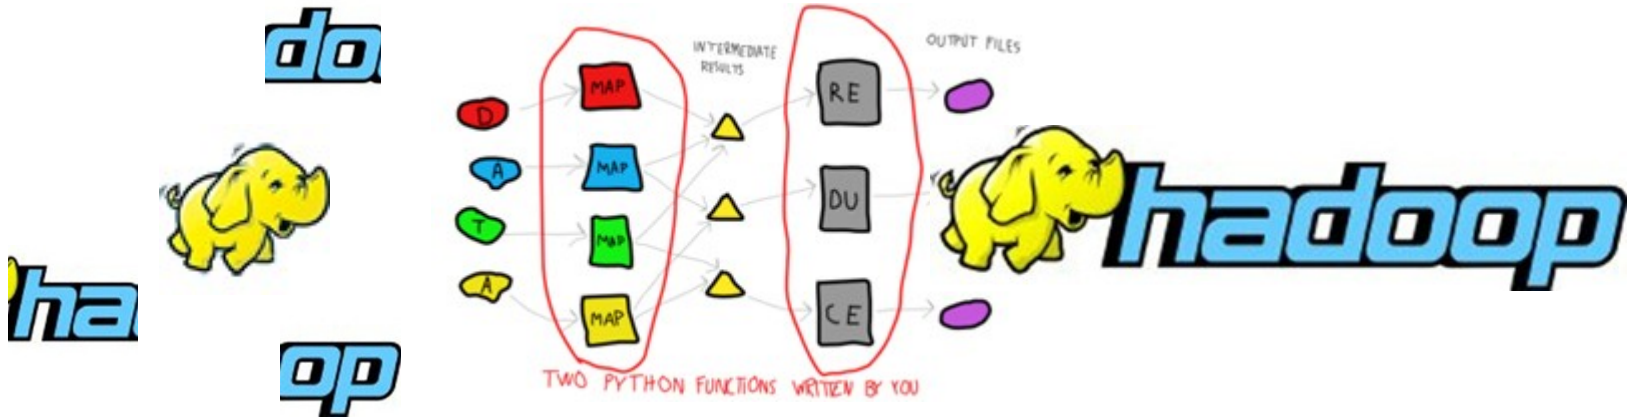 do
ha
op
D
A
T
A
MAP
MAP
MAP
MAP
INTERMEDIATE
RESULTS
RE
DU
CE
OUTPUT FILES
hadoop
TWO PYTHON FUNCTIONS WRITTEN BY YOU